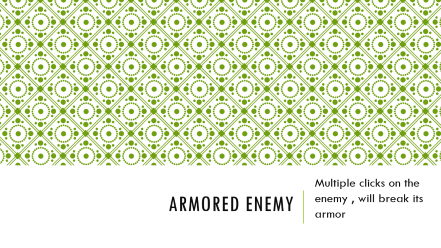 ARMORED ENEMY
Multiple clicks on the
enemy , will break its
armor